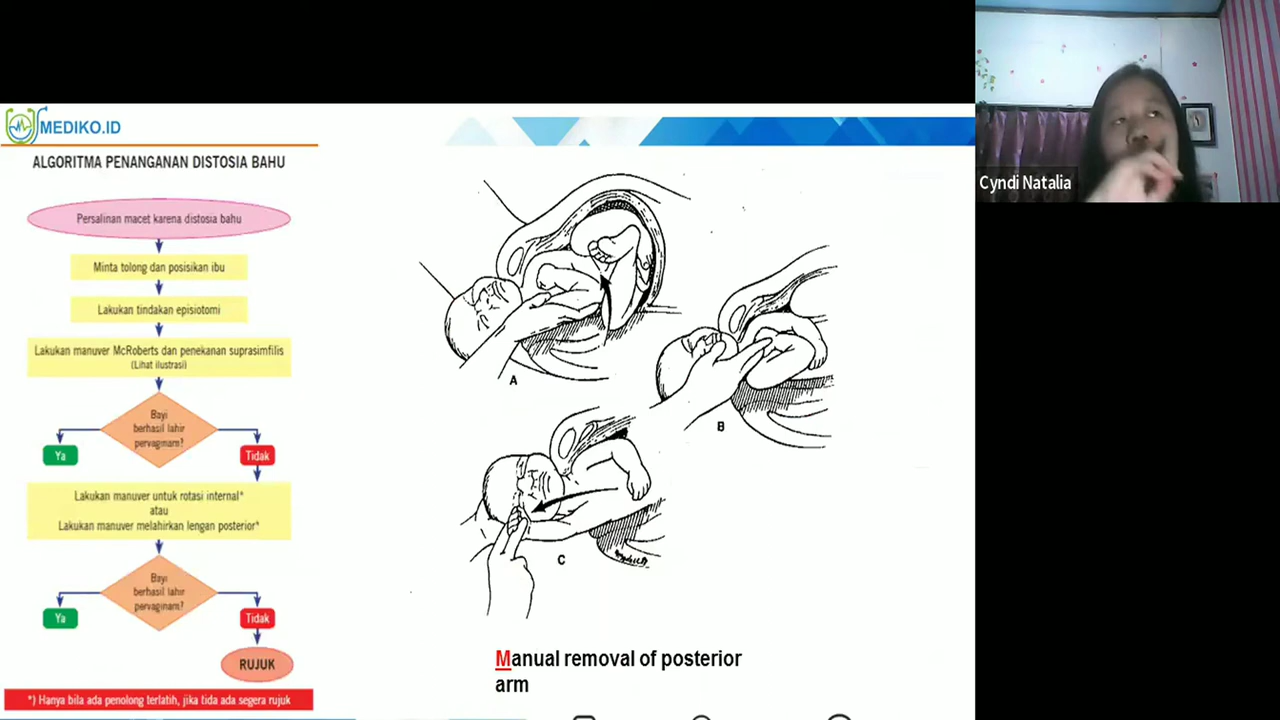 MEDIKO.ID
ALGORITMA PENANGANAN DISTOSIA BAHU
Persalinan macet karena distosia bahu
Minta tolong dan posisikan ibu
Lakukan tindakan episiotomi
Lakukan manuver McRoberts dan penekanan suprasimfilis
(Lihat ilustrasi)
Bayi
berhasil lahir
pervaginam?
Ya
Tidak
Lakukan manuver untuk rotasi internal*
atau
Lakukan manuver melahirkan lengan posterior*
Bayi
berhasil lahir
pervaginam?
Ya
Tidak
RUJUK
*) Hanya bila ada penolong terlatih, jika tida ada segera rujuk
A
B
C
Manual removal of posterior
arm
Cyndi Natalia